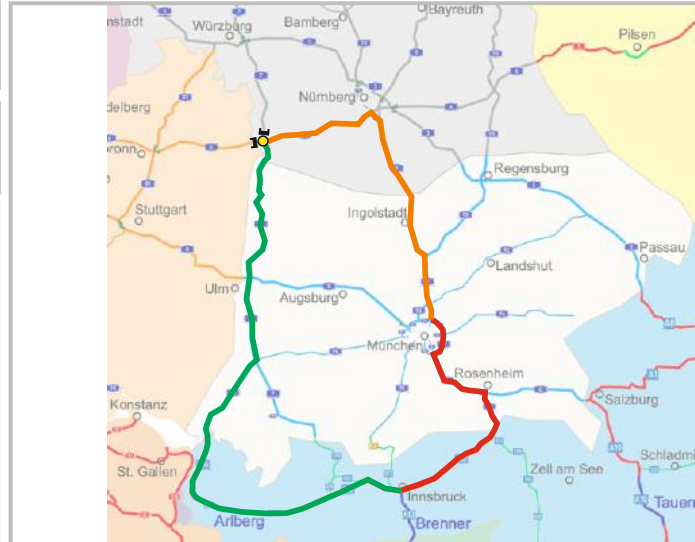 nstadt
Würzburg
Bamberg
Bayreuth
Pilsen
Nürnberg
delberg
bronn
Regensburg
Stuttgart
Ingolstadt
Passau
Landshut
Ulm
Augsburg
München
Rosenheim
Konstanz
Salzburg
St. Gallen
Zell am See
Schladmi
Innsbruck
Arlberg
Brenner
Tauern